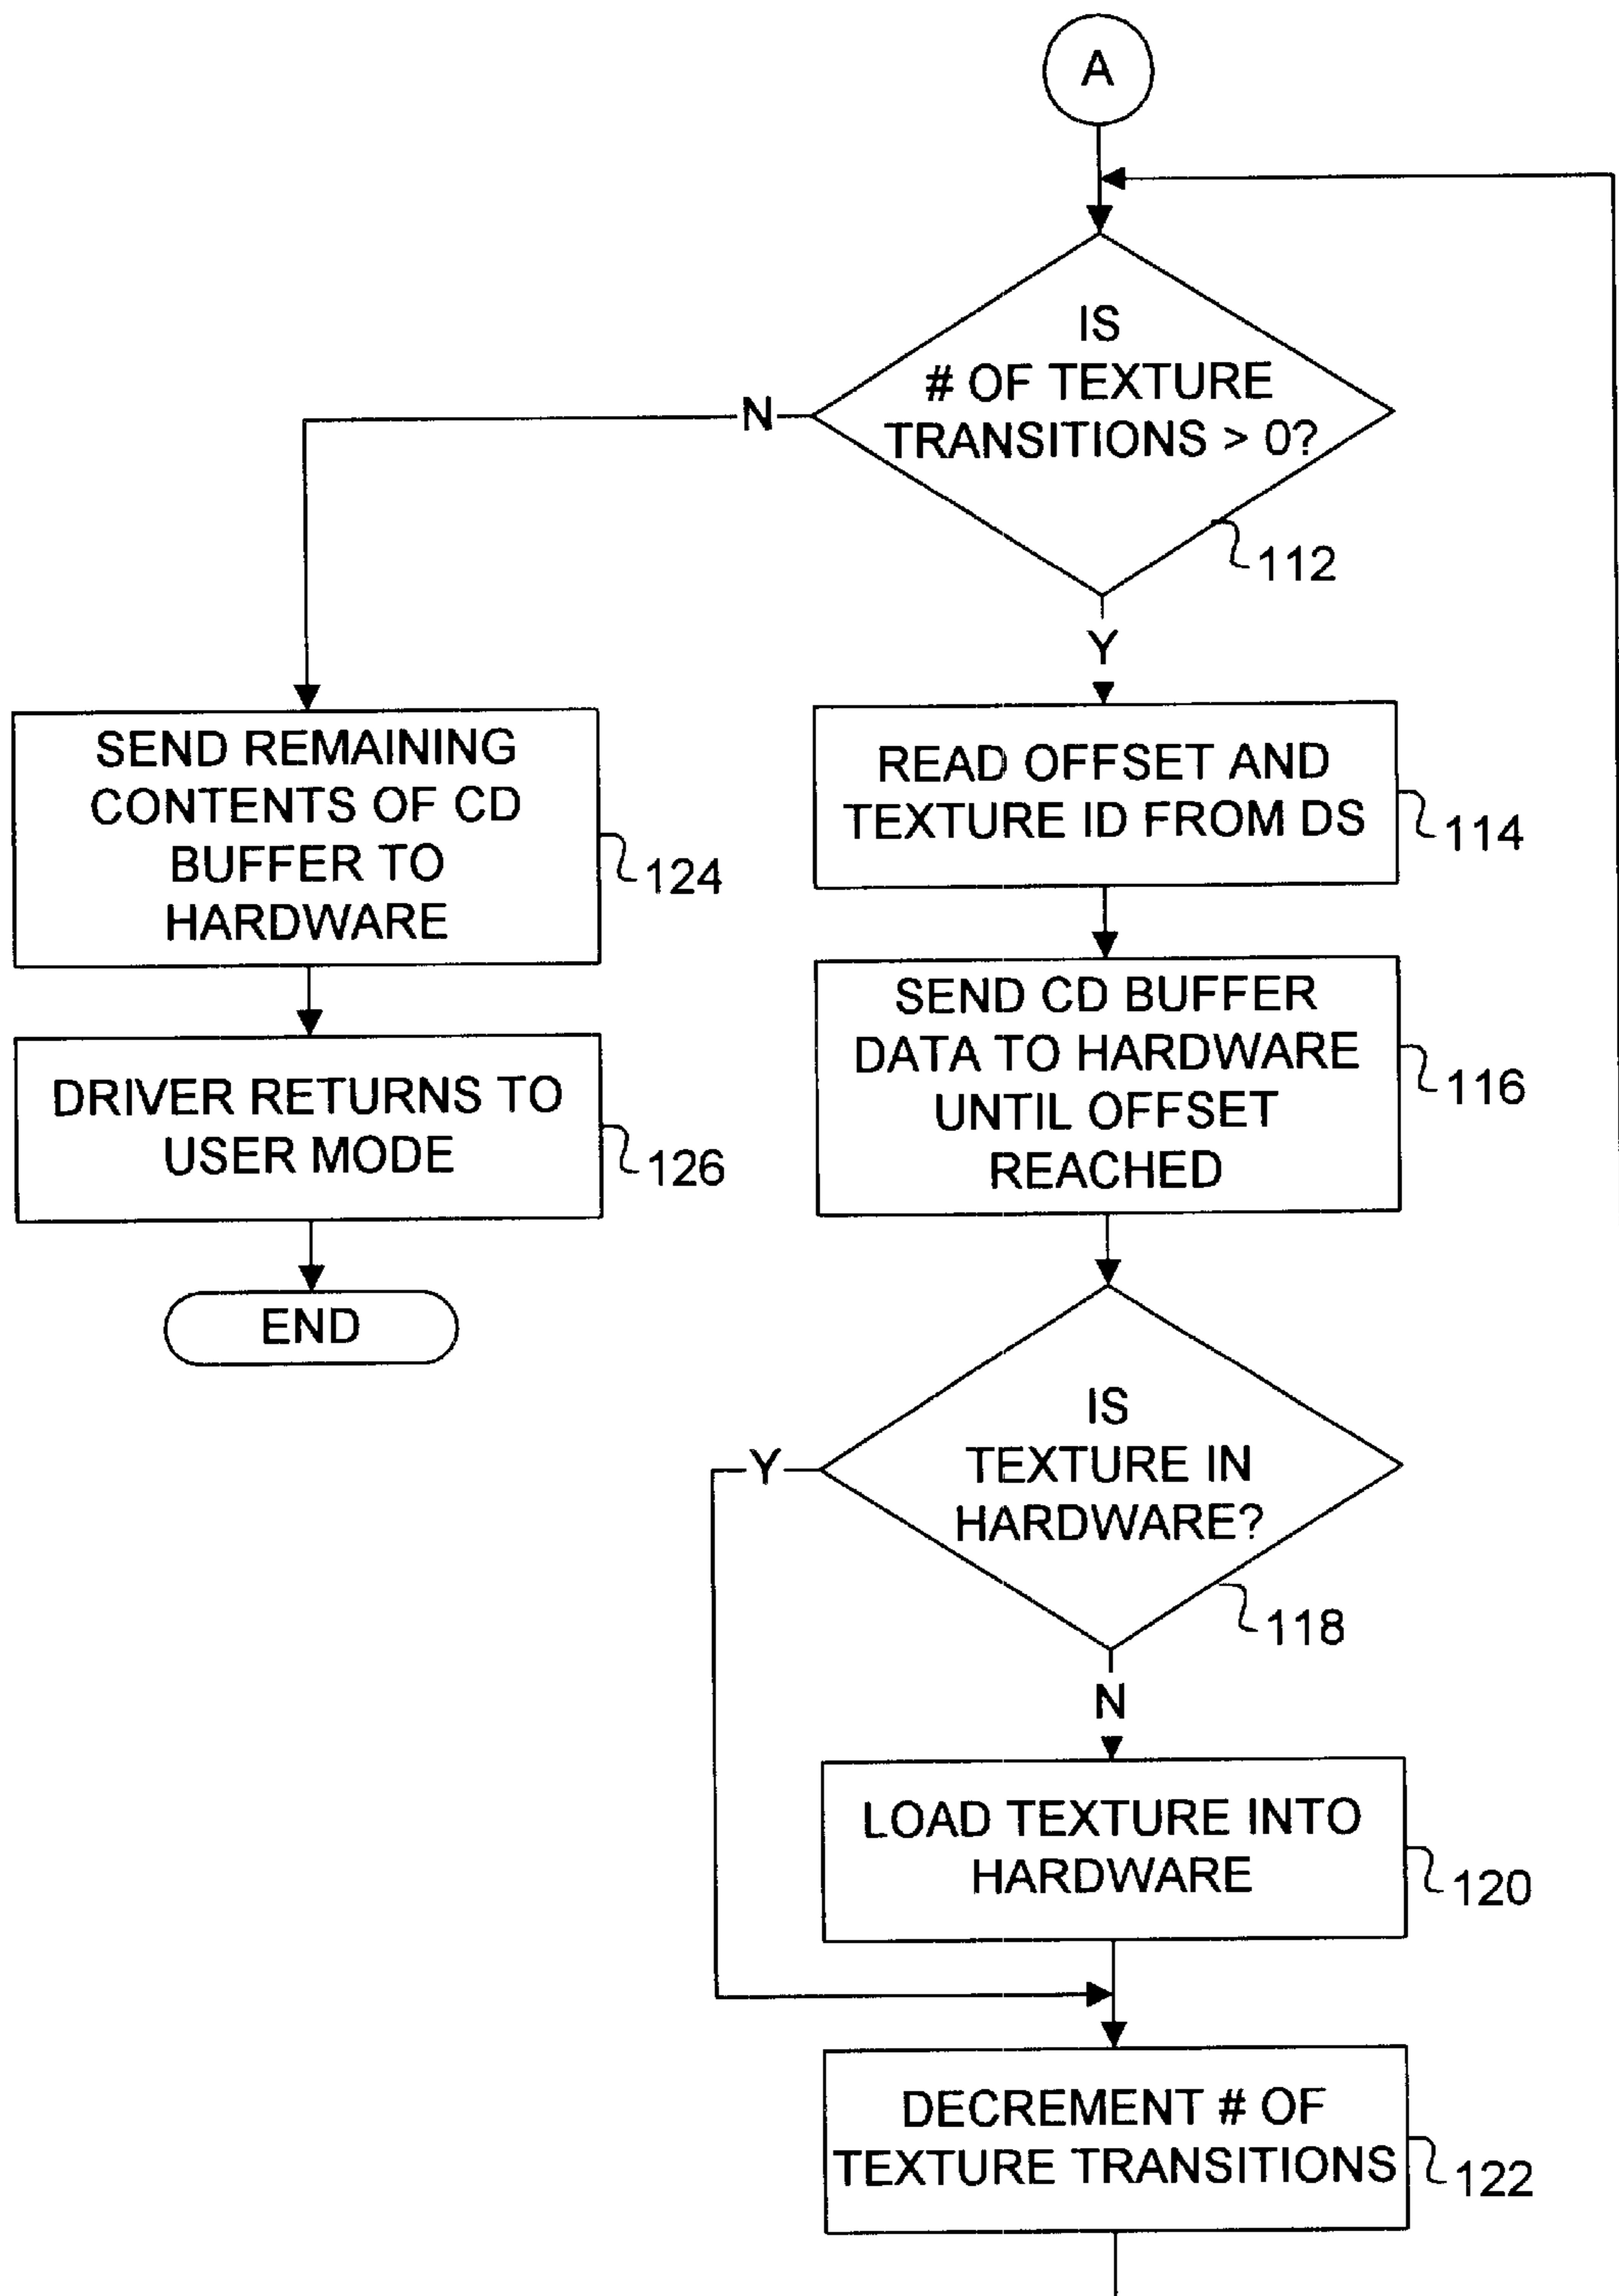 A
IS
# OF TEXTURE
TRANSITIONS > 0?
N
112
Y
SEND REMAINING
CONTENTS OF CD
BUFFER TO
HARDWARE
124
READ OFFSET AND
TEXTURE ID FROM DS
114
SEND CD BUFFER
DATA TO HARDWARE
UNTIL OFFSET
REACHED
116
DRIVER RETURNS TO
USER MODE
126
END
IS
TEXTURE IN
HARDWARE?
Y
118
N
LOAD TEXTURE INTO
HARDWARE
120
DECREMENT # OF
TEXTURE TRANSITIONS
122